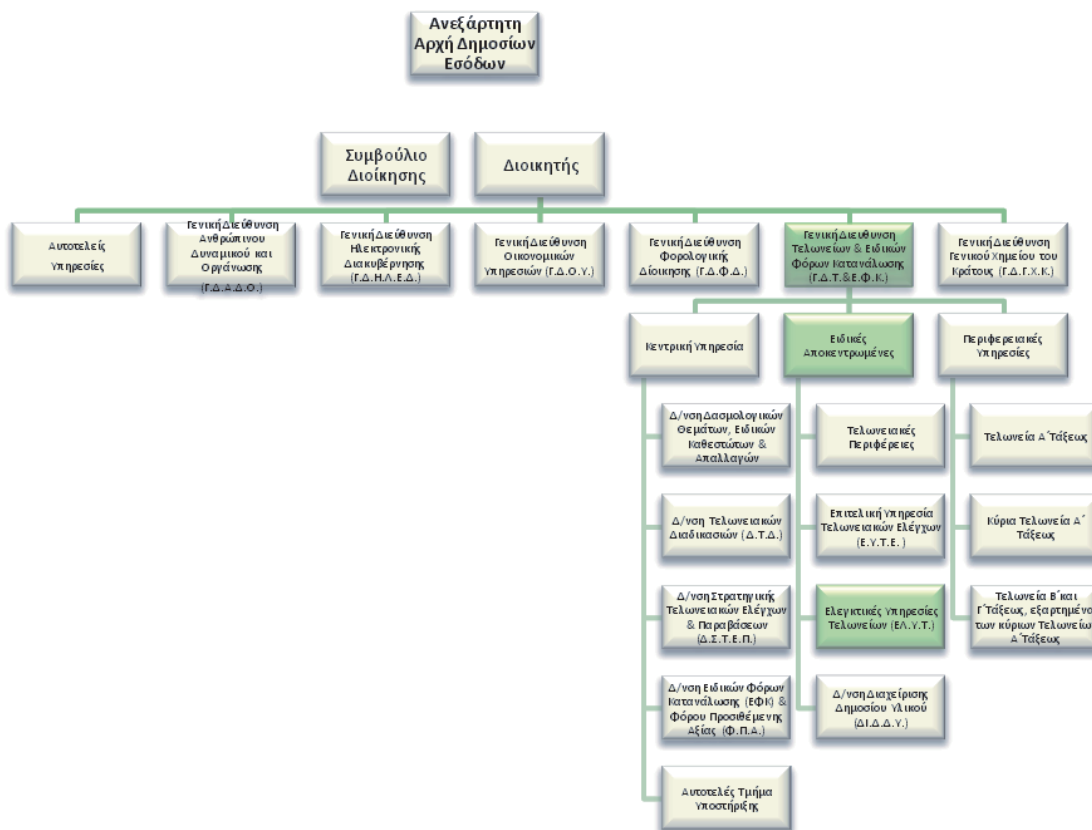 Ανεξάρτητη
Αρχή Δημοσίων
Εσόδων
Συμβούλιο
Διοίκησης
Διοικητής
Αυτοτελείς
Υπηρεσίες
Γενική Διεύθυνση
Ανθρώπινου
Δυναμικού και
Οργάνωσης
(Γ.Δ.Α.Δ.Ο.)
Γενική Διεύθυνση
Ηλεκτρονικής
Διακυβέρνησης
(Γ.Δ.Η.Λ.Ε.Δ.)
Γενική Διεύθυνση
Οικονομικών
Υπηρεσιών (Γ.Δ.Ο.Υ.)
Γενική Διεύθυνση
Φορολογικής
Δίοικησης (Γ.Δ.Φ.Δ.)
Γενική Διευθυνση
Τελωνείων & Ειδικών
Φόρων Κατανάλωσης
(Γ.Δ.Τ.&Ε.Φ.Κ.)
Γενική Διεύθυνση
Γενικού Χημείου του
Κράτους (Γ.Δ.Γ.Χ.Κ.)
Κεντρική Υπηρεσία
Ειδικές
Αποκεντρωμένες
Περιφερειακές
Υπηρεσίες
Δ/νση Δασμολογικών
Θεμάτων, Ειδικών
Καθεστώτων &
Απαλλαγών
Δ/νση Τελωνειακών
Διαδικασιών (Δ.Τ.Δ.)
Δ/νση Στρατηγικής
Τελωνειακών Ελέγχων
& Παραβάσεων
(Δ.Σ.Τ.Ε.Π.)
Δ/νση Ειδικών Φόρων
Κατανάλωσης (ΕΦΚ) &
Φόρου Προσιθέμενης
Αξίας (Φ.Π.Α.)
Αυτοτελές Τμήμα
Υποστήριξης
Τελωνειακές
Περιφέρειες
Επιτελική Υπηρεσία
Τελωνειακών Ελέγχων
(Ε.Υ.Τ.Ε.)
Ελεγκτικές Υπηρεσίες
Τελωνείων (ΕΛ.Υ.Τ.)
Δ/νση Διαχείρισης
Δημοσίου Υλικού
(ΔΙ.Δ.Δ.Υ.)
Τελωνεία Α΄Τάξεως
Κύρια Τελωνεία Α΄
Τάξεως
Τελωνεία Β΄και
Γ΄Τάξεως, εξαρτημένα
των κύριων Τελωνείων
Α΄Τάξεως